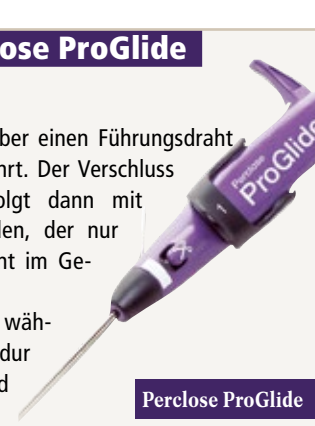 ose ProGlide
ber einen Führungsdraht
hrt. Der Verschluss
olgt dann mit
len, der nur
nt im Ge-
wäh-
dur
d
Perclose
ProGlide
1
Perclose ProGlide